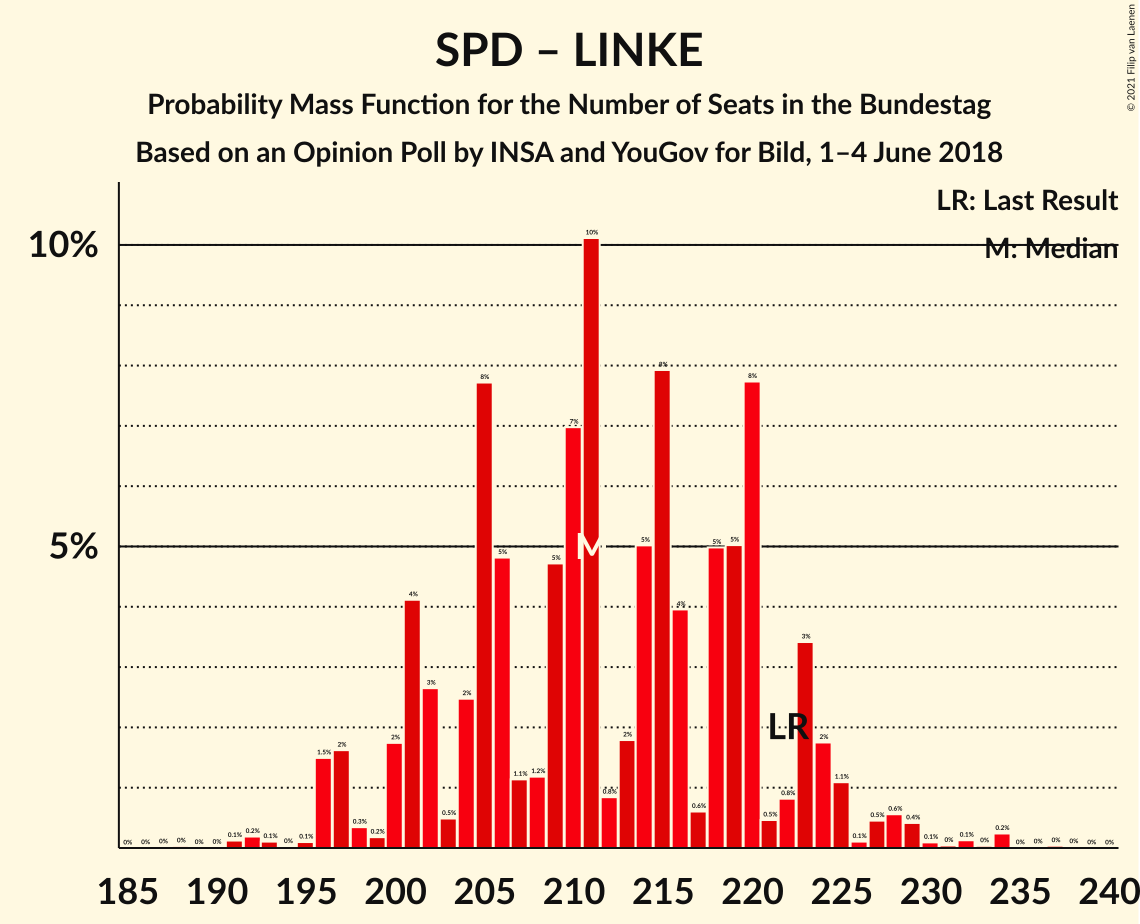 SPD – LINKE
Probability Mass Function for the Number of Seats in the Bundestag
Based on an Opinion Poll by INSA and YouGov for Bild, 1–4 June 2018
© 2021 Filip van Laenen
LR: Last Result
M: Median
10%
5%
0% 0% 0% 0% 0% 0% 0.1% 0.2% 0.1% 0% 0.1% 1.5% 2% 0.3% 0.2% 2% 4% 3% 0.5% 2% 8% 5% 1.1% 1.2% 5% 7% 10% 0.8% 2% 5% 8% 4% 0.6% 5% 5% 8% 0.5% 0.8% 3% 2% 1.1% 0.1% 0.5% 0.6% 0.4% 0.1% 0% 0.1% 0% 0.2% 0% 0% 0% 0% 0% 0%
M
LR
185 190 195 200 205 210 215 220 225 230 235 240